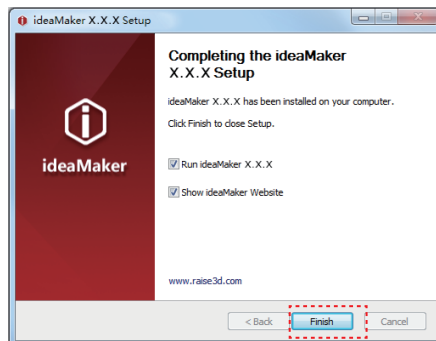 ideaMaker X.X.X Setup
Completing the ideaMaker
X.X.X Setup
ideaMaker X.X.X has been installed on your computer.
Click Finish to close Setup.
ideaMaker
Run ideaMaker X.X.X
Show ideaMaker Website
www.raise3d.com
< Back Finish Cancel